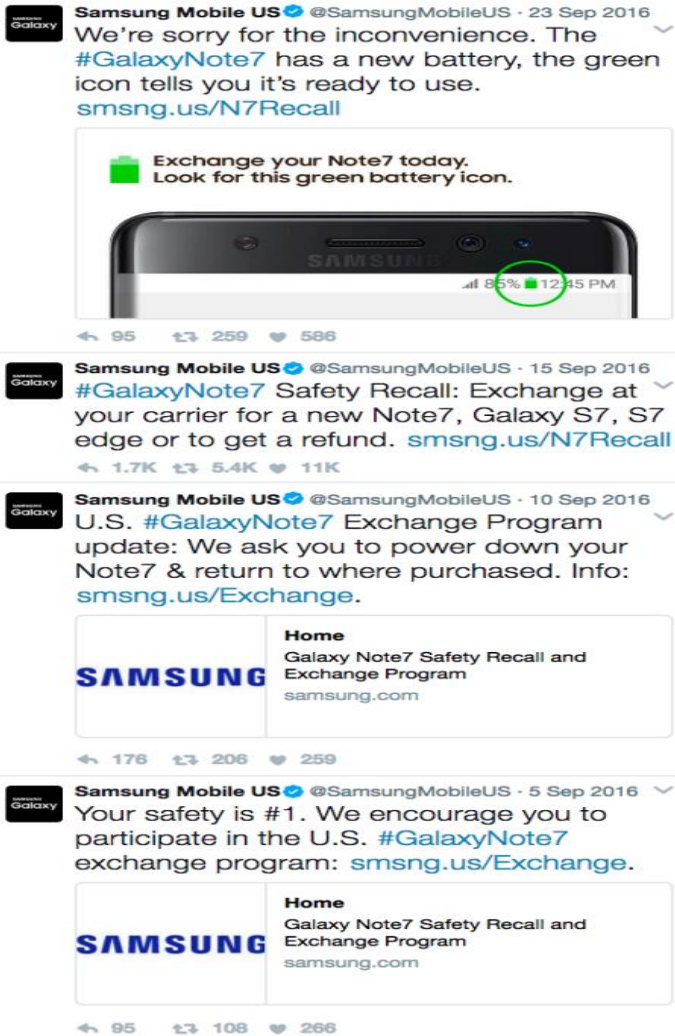 Samsung Mobile US @SamsungMobileUS · 23 Sep 2016
SAMSUNG
Galaxy
We're sorry for the inconvenience. The
#GalaxyNote7 has a new battery, the green
icon tells you it's ready to use.
smsng.us/N7Recall
Exchange your Note7 today.
Look for this green battery icon.
SAMSUNG
85% 12:45 PM
95 259 586
Samsung Mobile US @SamsungMobileUS · 15 Sep 2016
SAMSUNG
Galaxy
#GalaxyNote7 Safety Recall: Exchange at
your carrier for a new Note7, Galaxy S7, S7
edge or to get a refund. smsng.us/N7Recall
1.7K 5.4K 11K
Samsung Mobile US @SamsungMobileUS · 10 Sep 2016
SAMSUNG
Galaxy
U.S. #GalaxyNote7 Exchange Program
update: We ask you to power down your
Note7 & return to where purchased. Info:
smsng.us/Exchange.
Home
Galaxy Note7 Safety Recall and
Exchange Program
SAMSUNG
samsung.com
176 206 259
Samsung Mobile US @SamsungMobileUS · 5 Sep 2016
SAMSUNG
Galaxy
Your safety is #1. We encourage you to
participate in the U.S. #GalaxyNote7
exchange program: smsng.us/Exchange.
Home
Galaxy Note7 Safety Recall and
Exchange Program
SAMSUNG
samsung.com
95 108 266